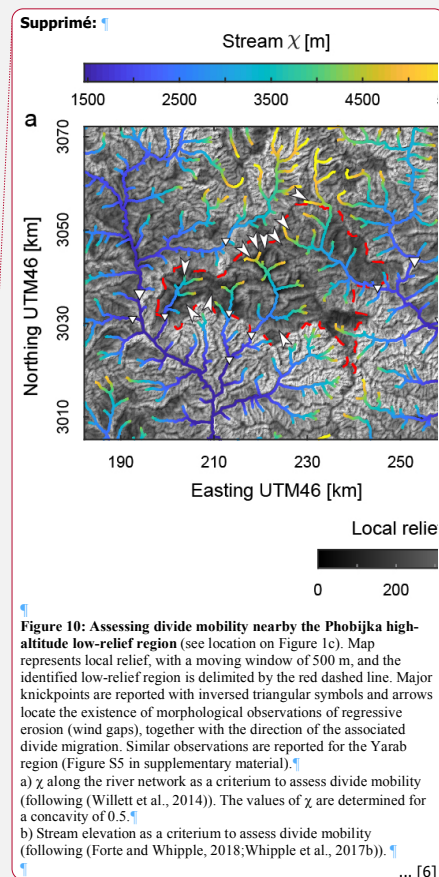 Supprimé: ¶
Stream χ [m]
1500 2500 3500 4500
a
3070
3050
3030
3010
Northing UTM46 [km]
190 210 230 250
Easting UTM46 [km]
Local relie
0 200
¶
Figure 10: Assessing divide mobility nearby the Phobijka high-
altitude low-relief region (see location on Figure 1c). Map
represents local relief, with a moving window of 500 m, and the
identified low-relief region is delimited by the red dashed line. Major
knickpoints are reported with inversed triangular symbols and arrows
locate the existence of morphological observations of regressive
erosion (wind gaps), together with the direction of the associated
divide migration. Similar observations are reported for the Yarab
region (Figure S5 in supplementary material).¶
a) χ along the river network as a criterium to assess divide mobility
(following (Willett et al., 2014)). The values of χ are determined for
a concavity of 0.5.¶
b) Stream elevation as a criterium to assess divide mobility
(following (Forte and Whipple, 2018;Whipple et al., 2017b)). ¶
¶
... [6]